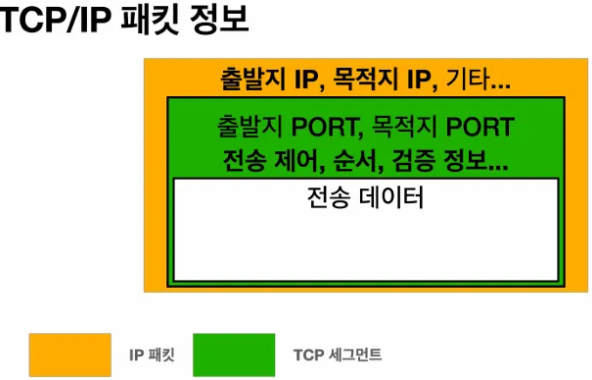 TCP/IP 패킷 정보
출발지 IP, 목적지 IP, 기타...
출발지 PORT, 목적지 PORT
전송 제어, 순서, 검증 정보...
전송 데이터
IP 패킷
TCP 세그먼트